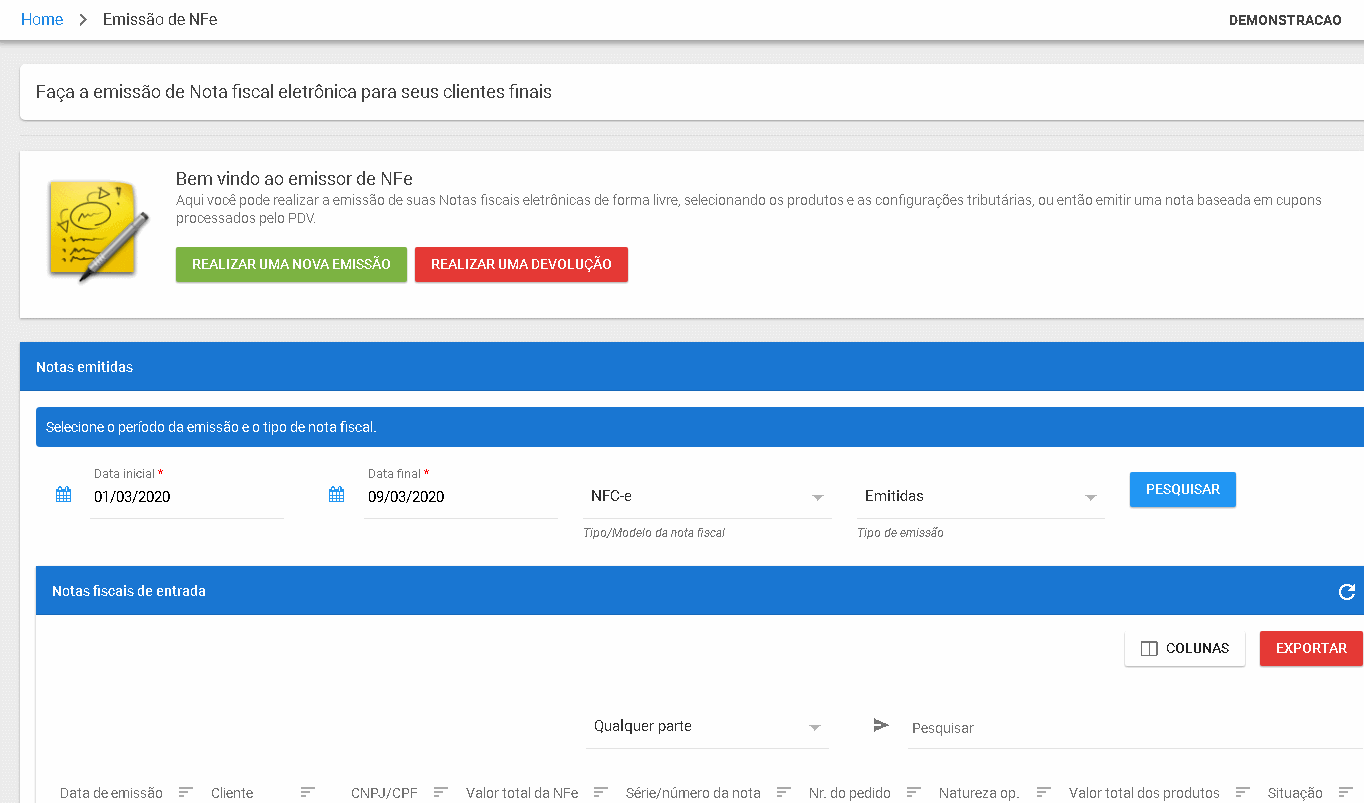 Home > Emissão de NFe
DEMONSTRACAO
Faça a emissão de Nota fiscal eletrônica para seus clientes finais
Bem vindo ao emissor de NFe
Aqui você pode realizar a emissão de suas Notas fiscais eletrônicas de forma livre, selecionando os produtos e as configurações tributárias, ou então emitir uma nota baseada em cupons
processados pelo PDV.
REALIZAR UMA NOVA EMISSÃO
REALIZAR UMA DEVOLUÇÃO
Notas emitidas
Selecione o período da emissão e o tipo de nota fiscal.
Data inicial *
01/03/2020
Data final *
09/03/2020
NFC-e
Tipo/Modelo da nota fiscal
Emitidas
Tipo de emissão
PESQUISAR
Notas fiscais de entrada
COLUNAS
EXPORTAR
Qualquer parte
Pesquisar
Data de emissão
Cliente
CNPJ/CPF
Valor total da NFe
Série/número da nota
Nr. do pedido
Natureza op.
Valor total dos produtos
Situação